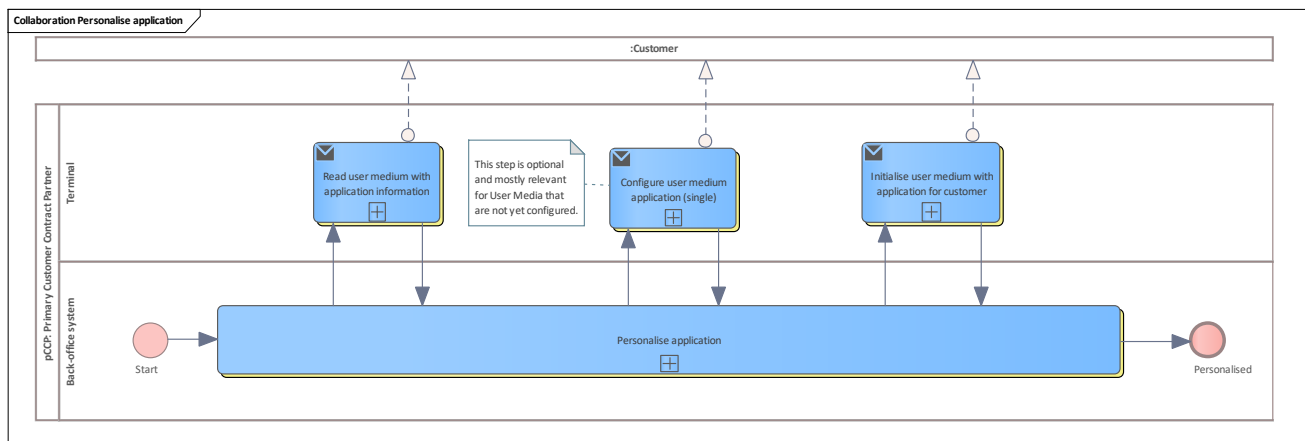 Collaboration Personalise application
:Customer
pCCP: Primary Customer Contract Partner
Terminal
Read user medium with
application information
This step is optional
and mostly relevant
for User Media that
are not yet configured.
Configure user medium
application (single)
Initialise user medium with
application for customer
Back-office system
Start
Personalise application
Personalised